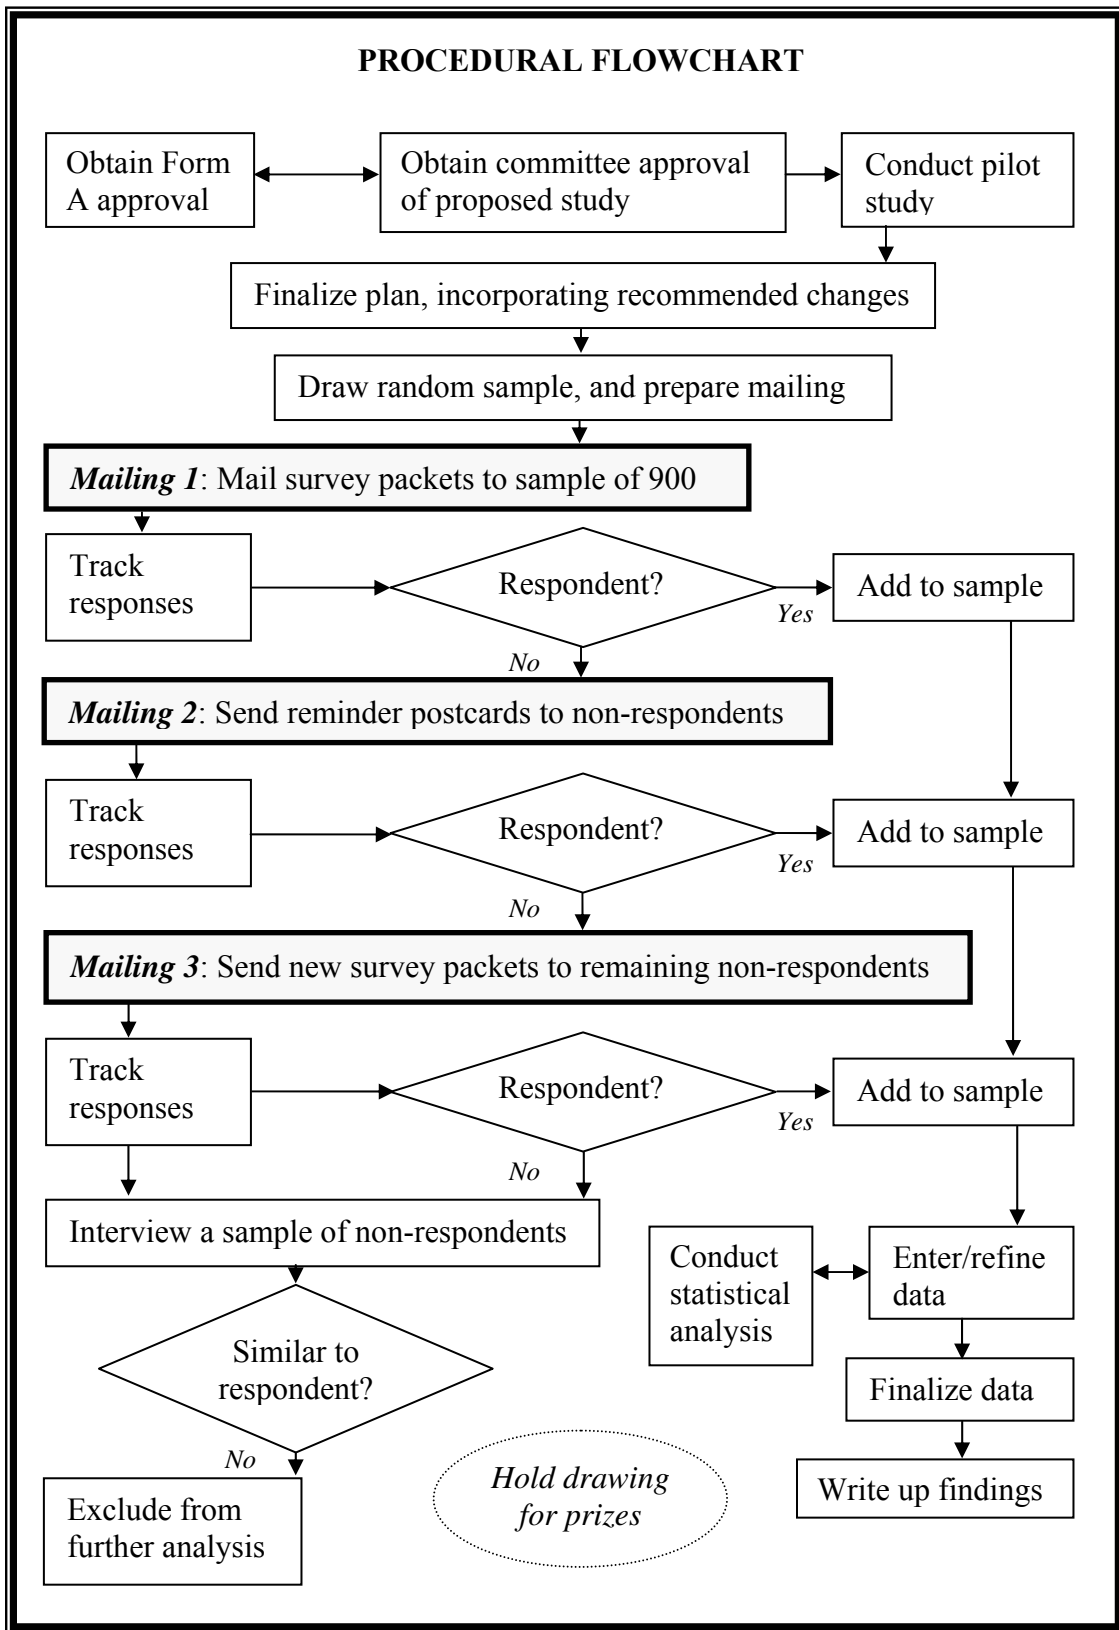 PROCEDURAL FLOWCHART
Obtain Form
A approval
Obtain committee approval
of proposed study
Conduct pilot
study
Finalize plan, incorporating recommended changes
Draw random sample, and prepare mailing
Mailing 1: Mail survey packets to sample of 900
Track
responses
Respondent?
Yes
Add to sample
No
Mailing 2: Send reminder postcards to non-respondents
Track
responses
Respondent?
Yes
Add to sample
No
Mailing 3: Send new survey packets to remaining non-respondents
Track
responses
Respondent?
Yes
Add to sample
No
Interview a sample of non-respondents
Conduct
statistical
analysis
Enter/refine
data
Similar to
respondent?
Finalize data
No
Exclude from
further analysis
Hold drawing
for prizes
Write up findings